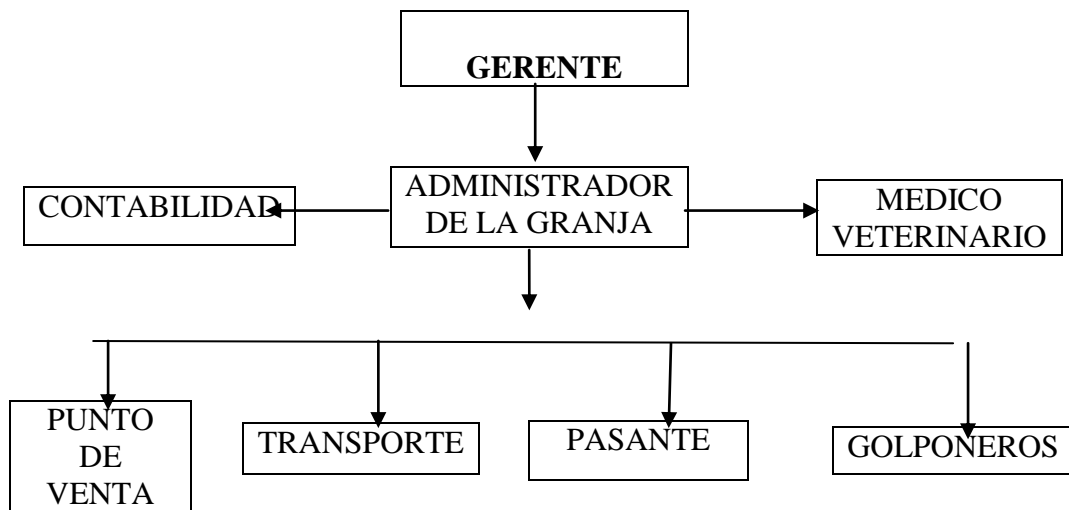 GERENTE
CONTABILIDAD
ADMINISTRADOR
DE LA GRANJA
MEDICO
VETERINARIO
PUNTO
DE
VENTA
TRANSPORTE
PASANTE
GOLPONEROS